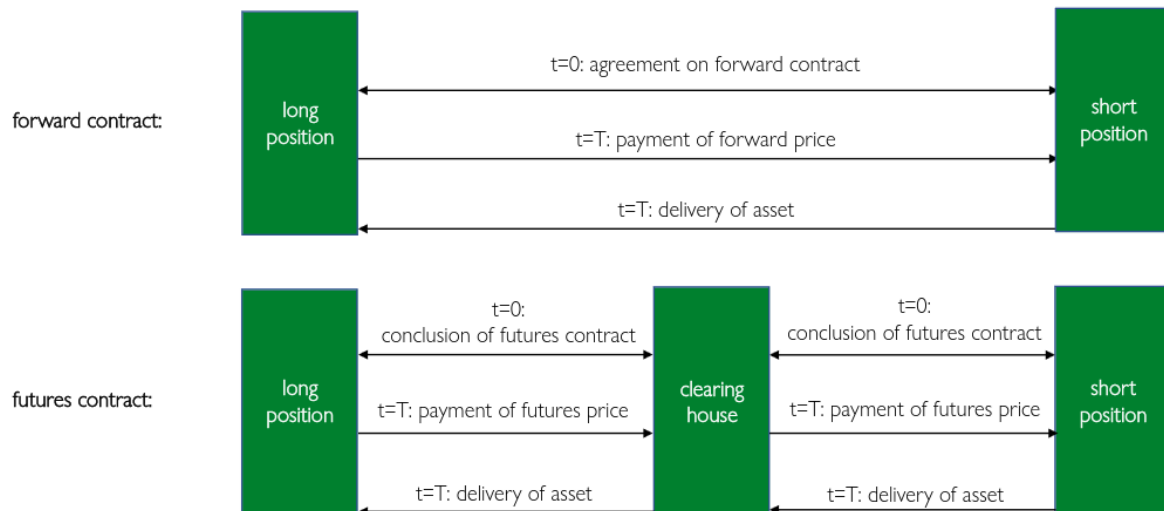 t=0: agreement on forward contract
forward contract:
long
position
short
position
t=T: payment of forward price
t=T: delivery of asset
t=0:
conclusion of futures contract
t=0:
conclusion of futures contract
futures contract:
long
position
clearing
house
short
position
t=T: payment of futures price
t=T: payment of futures price
t=T: delivery of asset
t=T: delivery of asset